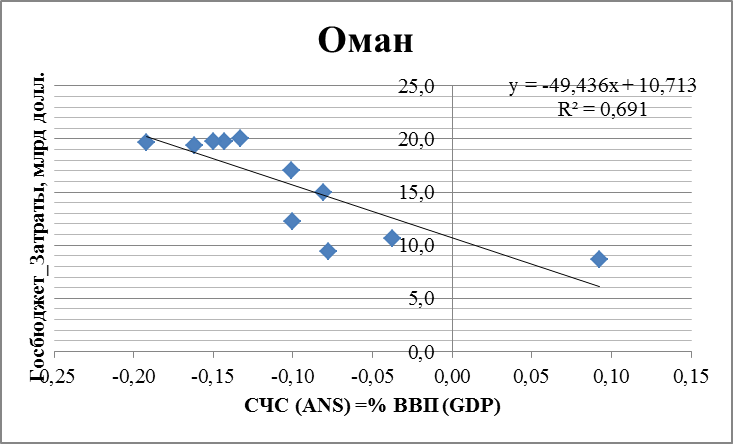 Оман
Госбюджет_Затраты, млрд долл.
y = -49,436x + 10,713
R² = 0,691
25,0
20,0
15,0
10,0
5,0
0,0
-0,25 -0,20 -0,15 -0,10 -0,05 0,00 0,05 0,10 0,15
СЧС (ANS) =% ВВП (GDP)